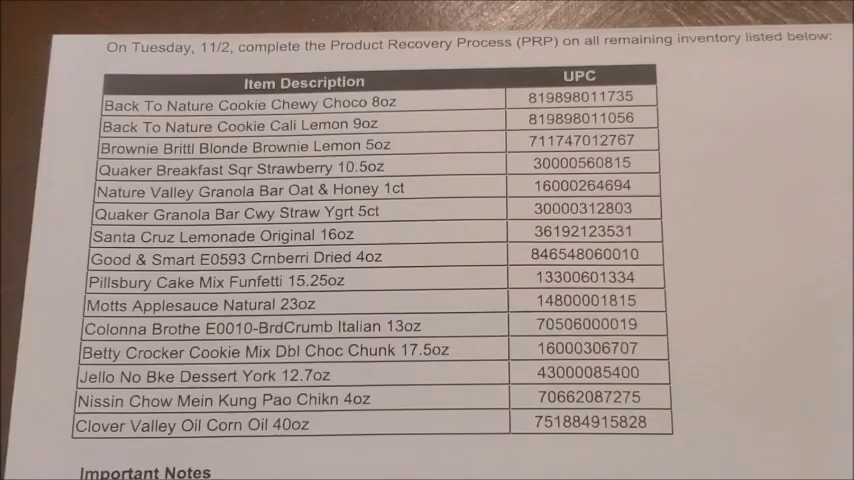 On Tuesday, 11/2, complete the Product Recovery Process (PRP) on all remaining inventory listed below:
Item Description UPC
Back To Nature Cookie Chewy Choco 8oz 819898011735
Back To Nature Cookie Cali Lemon 9oz 819898011056
Brownie Brittl Blonde Brownie Lemon 5oz 711747012767
Quaker Breakfast Sqr Strawberry 10.5oz 30000560815
Nature Valley Granola Bar Oat & Honey 1ct 16000264694
Quaker Granola Bar Cwy Straw Ygrt 5ct 30000312803
Santa Cruz Lemonade Original 16oz 36192123531
Good & Smart E0593 Crnberri Dried 4oz 846548060010
Pillsbury Cake Mix Funfetti 15.25oz 13300601334
Motts Applesauce Natural 23oz 14800001815
Colonna Brothe E0010-BrdCrumb Italian 13oz 70506000019
Betty Crocker Cookie Mix Dbl Choc Chunk 17.5oz 16000306707
Jello No Bke Dessert York 12.7oz 43000085400
Nissin Chow Mein Kung Pao Chikn 4oz 70662087275
Clover Valley Oil Corn Oil 40oz 751884915828
Important Notes